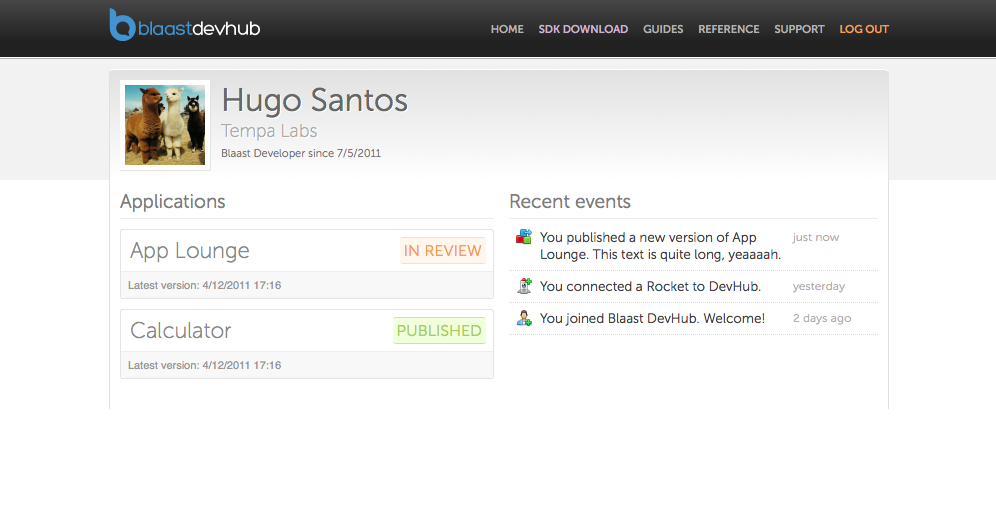 blaastdevhub
HOME SDK DOWNLOAD GUIDES REFERENCE SUPPORT LOG OUT
Hugo Santos
Tempa Labs
Blaast Developer since 7/5/2011
Applications
App Lounge IN REVIEW
Latest version: 4/12/2011 17:16
Calculator PUBLISHED
Latest version: 4/12/2011 17:16
Recent events
You published a new version of App just now
Lounge. This text is quite long, yeaaaah.
You connected a Rocket to DevHub. yesterday
You joined Blaast DevHub. Welcome! 2 days ago